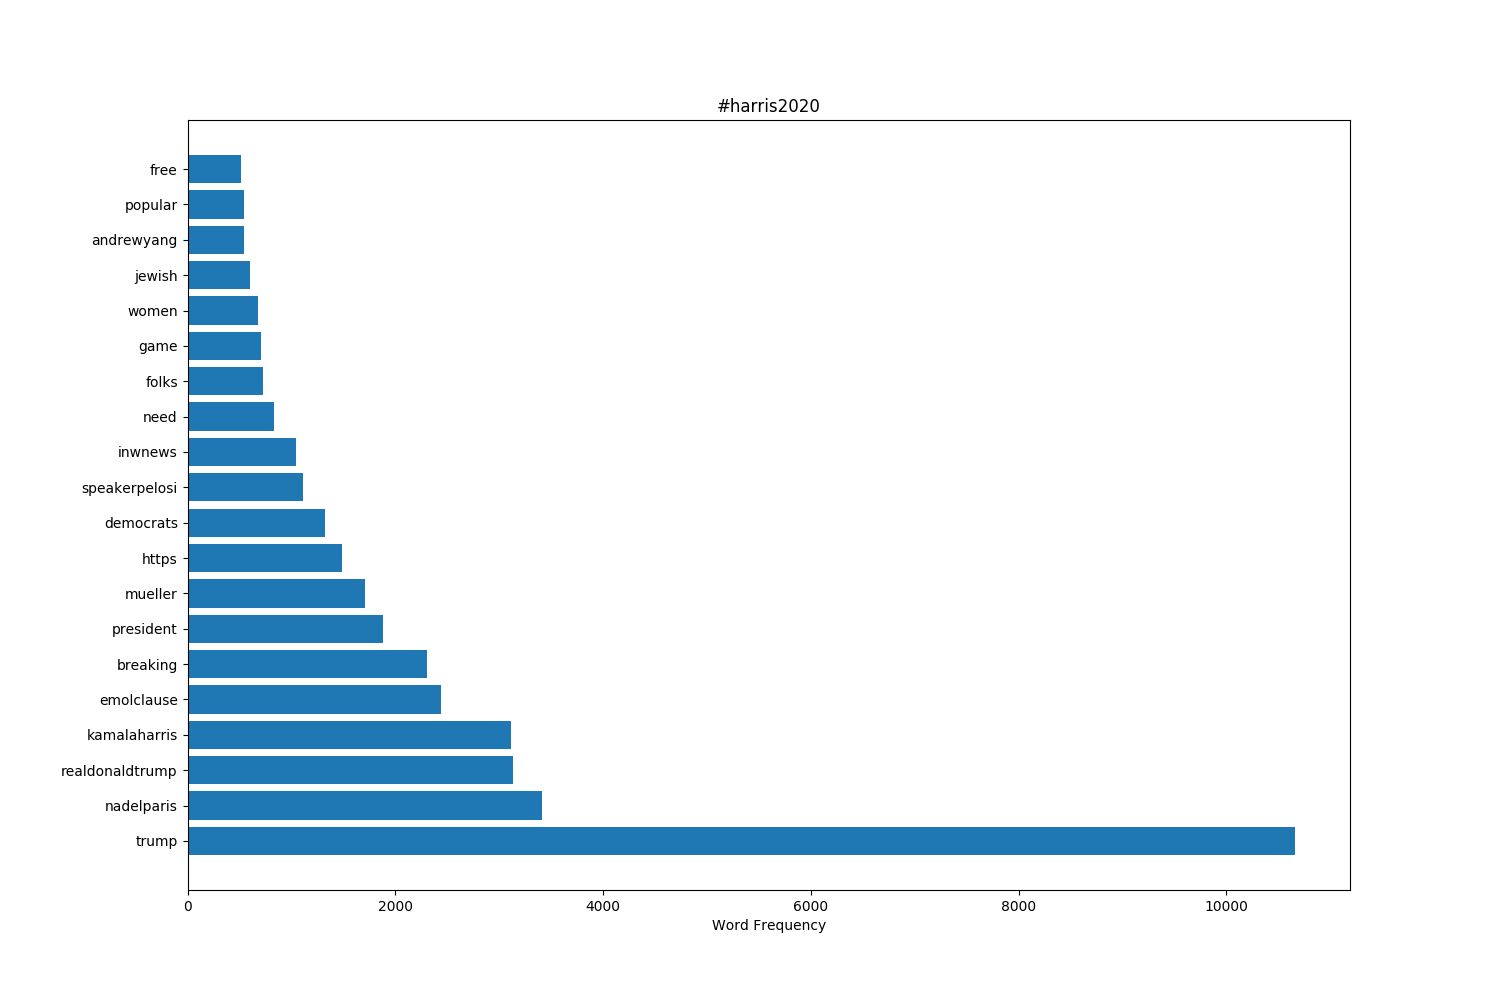 #harris2020
free
popular
andrewyang
jewish
women
game
folks
need
inwnews
speakerpelosi
democrats
https
mueller
president
breaking
emolclause
kamalaharris
realdonaldtrump
nadelparis
trump
0 2000 4000 6000 8000 10000
Word Frequency